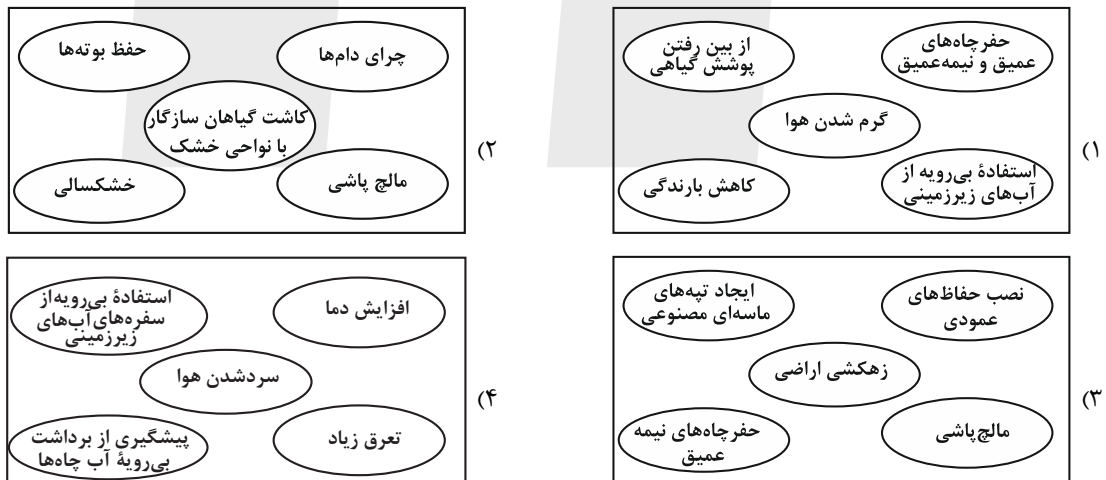 ۱)
حفرچاه‌های
عمیق و نیمه‌عمیق
از بین رفتن
پوشش گیاهی
گرم شدن هوا
استفادهٔ بی‌رویه از
آب‌های زیرزمینی
کاهش بارندگی
۲)
چرای دام‌ها
حفظ بوته‌ها
کاشت گیاهان سازگار
با نواحی خشک
مالچ پاشی
خشکسالی
۳)
نصب حفاظ‌های
عمودی
ایجاد تپه‌های
ماسه‌ای مصنوعی
زهکشی اراضی
مالچ‌پاشی
حفرچاه‌های نیمه
عمیق
۴)
افزایش دما
استفادهٔ بی‌رویه‌از
سفره‌های آب‌های
زیرزمینی
سردشدن هوا
تعرق زیاد
پیشگیری از برداشت
بی‌رویهٔ آب چاه‌ها